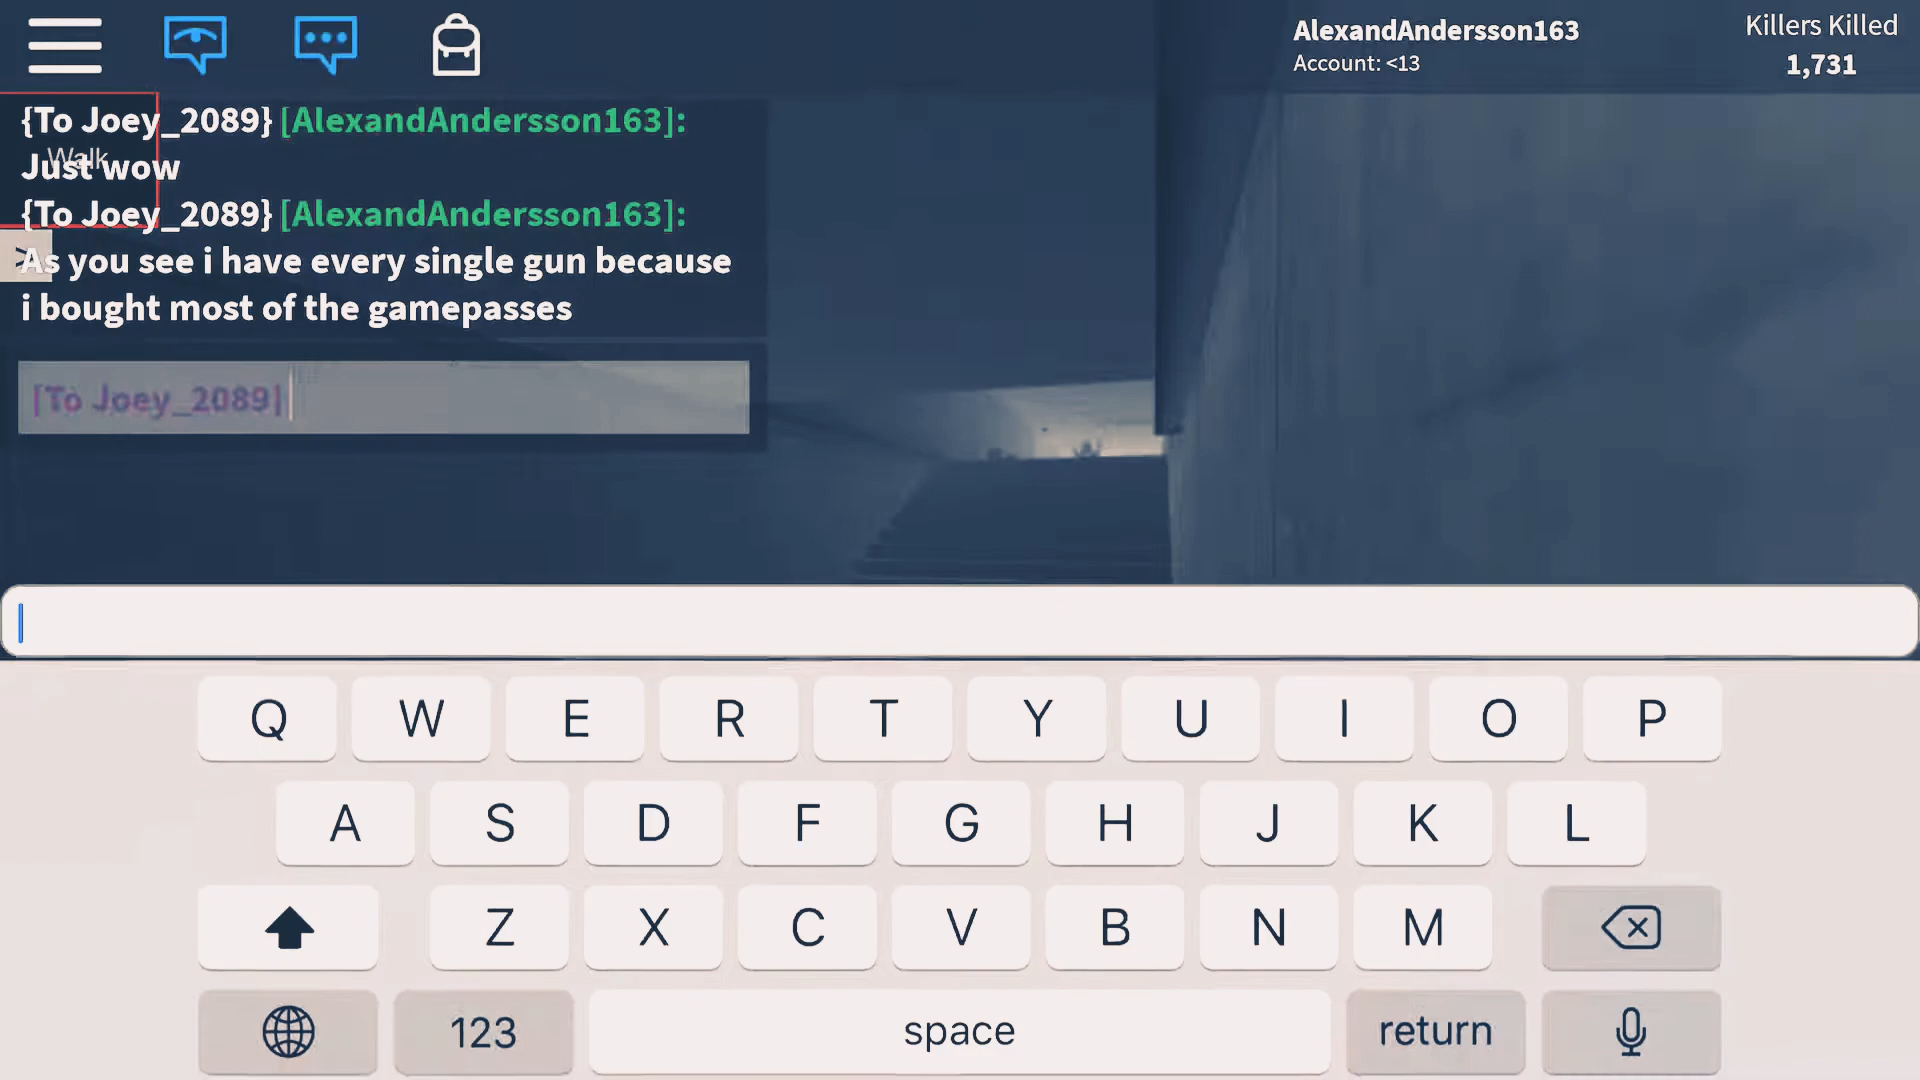 AlexandAndersson163
Account: <13
Killers Killed
1,731
{To Joey_2089} [AlexandAndersson163]:
Just wow
Walk
{To Joey_2089} [AlexandAndersson163]:
As you see i have every single gun because
i bought most of the gamepasses
>
[To Joey_2089]
Q W E R T Y U I O P
A S D F G H J K L
Z X C V B N M
123 space return